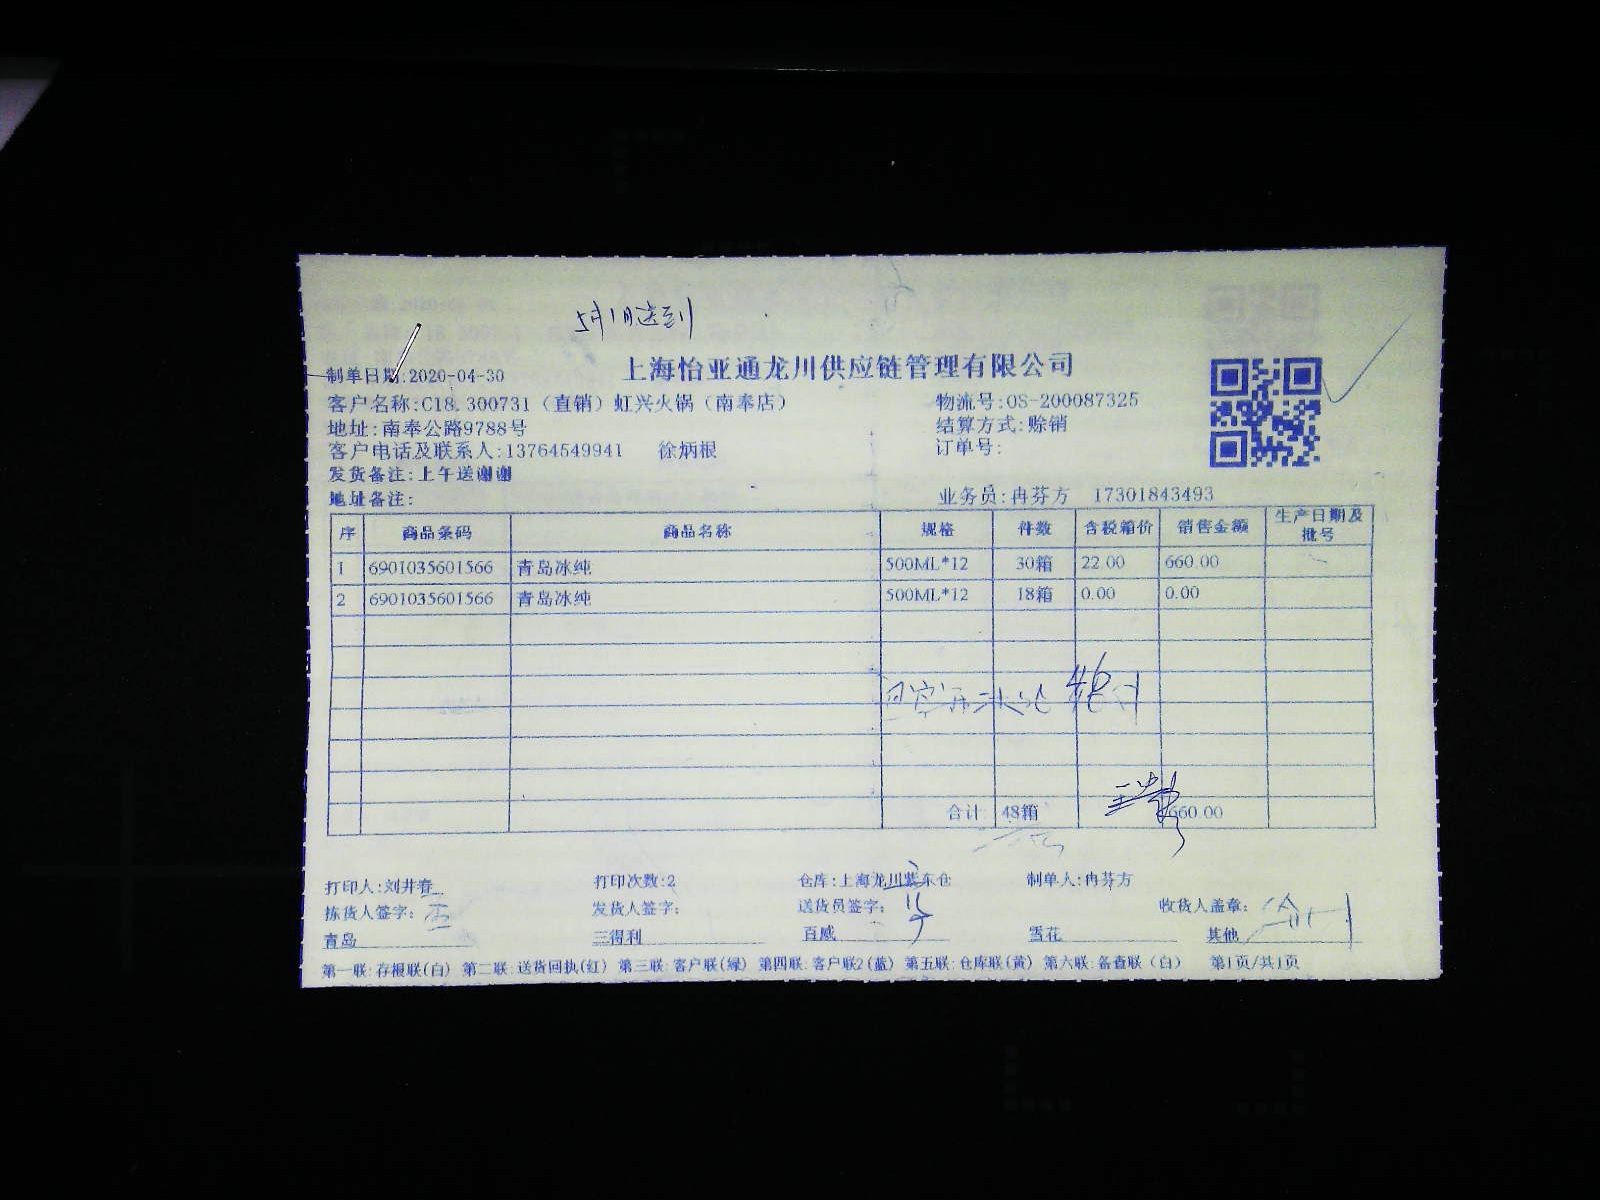 5月1日送到
上海怡亚通龙川供应链管理有限公司
制单日期:2020-04-30
客户名称:C18.300731（直销）虹兴火锅（南奉店） 物流号:OS-200087325
地址:南奉公路9788号 结算方式:赊销
客户电话及联系人:13764549941 徐炳根 订单号:
发货备注:上午送谢谢
地址备注: 业务员:冉芬方 17301843493
序 商品条码 商品名称 规格 件数 含税箱价 销售金额 生产日期及批号
1 6901035601566 青岛冰纯 500ML*12 30箱 22.00 660.00
2 6901035601566 青岛冰纯 500ML*12 18箱 0.00 0.00
合计 48箱 660.00
打印人:刘井春 打印次数:2 仓库:上海龙川紫东仓 制单人:冉芬方
拣货人签字: 发货人签字: 送货员签字: 收货人盖章:
青岛 三得利 百威 雪花 其他
第一联:存根联(白) 第二联:送货回执(红) 第三联:客户联(绿) 第四联:客户联2(蓝) 第五联:仓库联(黄) 第六联:备查联（白） 第1页/共1页